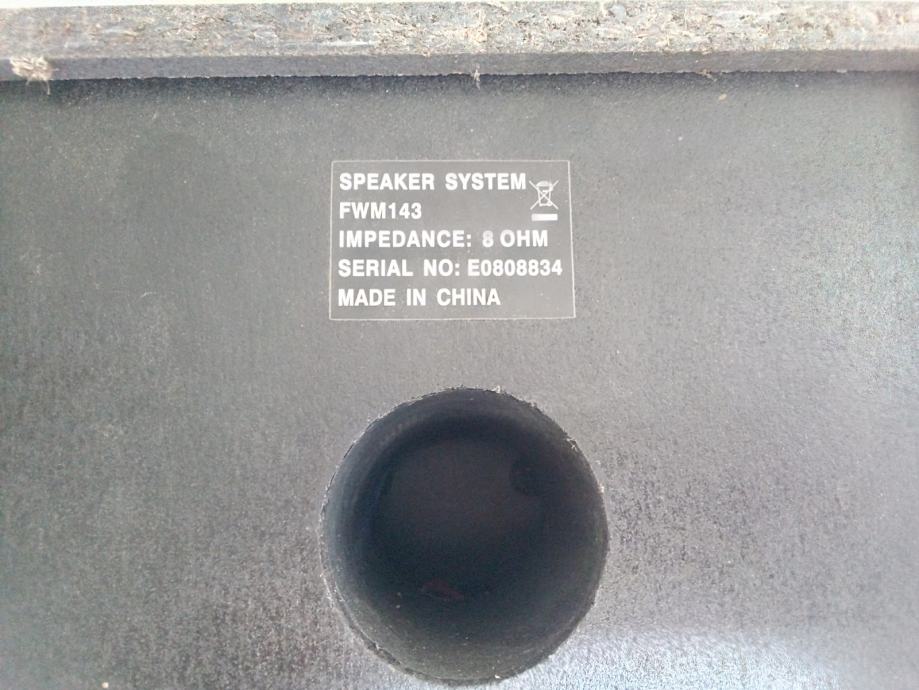 SPEAKER SYSTEM
FWM143
IMPEDANCE: 8 OHM
SERIAL NO: E0808834
MADE IN CHINA